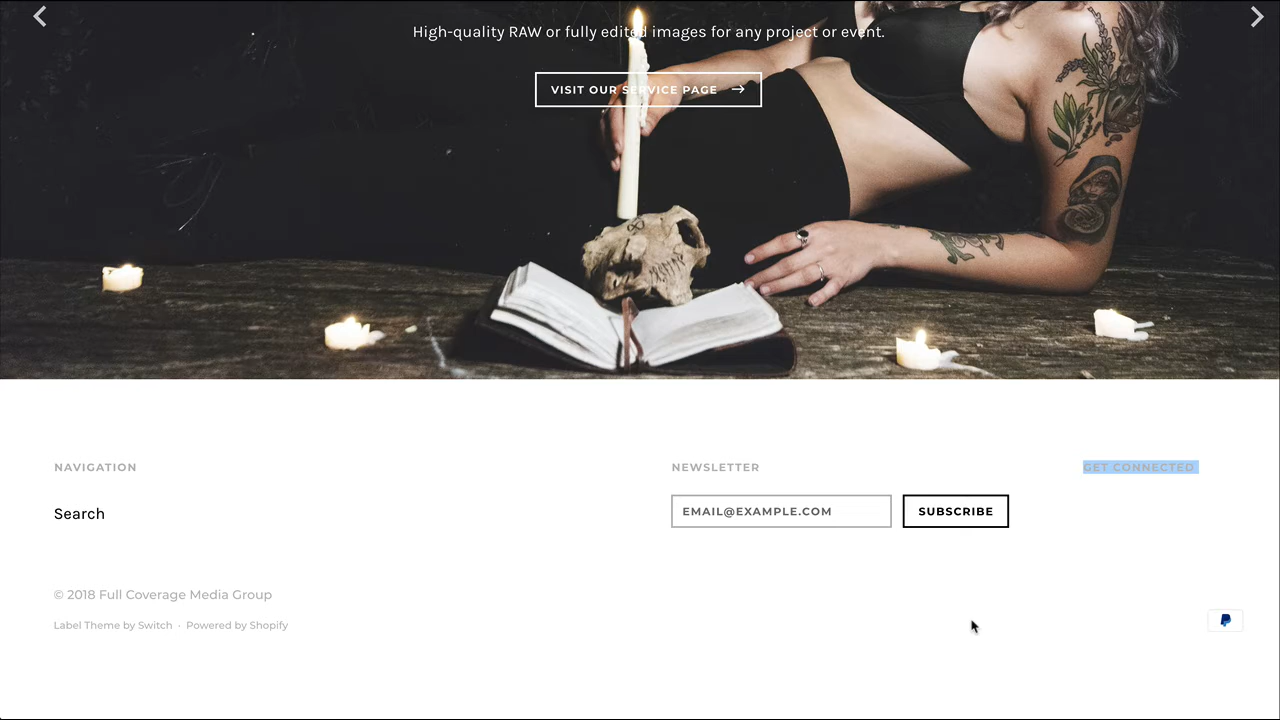 High-quality RAW or fully edited images for any project or event.
VISIT OUR SERVICE PAGE →
NAVIGATION
NEWSLETTER
GET CONNECTED
Search
EMAIL@EXAMPLE.COM
SUBSCRIBE
© 2018 Full Coverage Media Group
Label Theme by Switch · Powered by Shopify